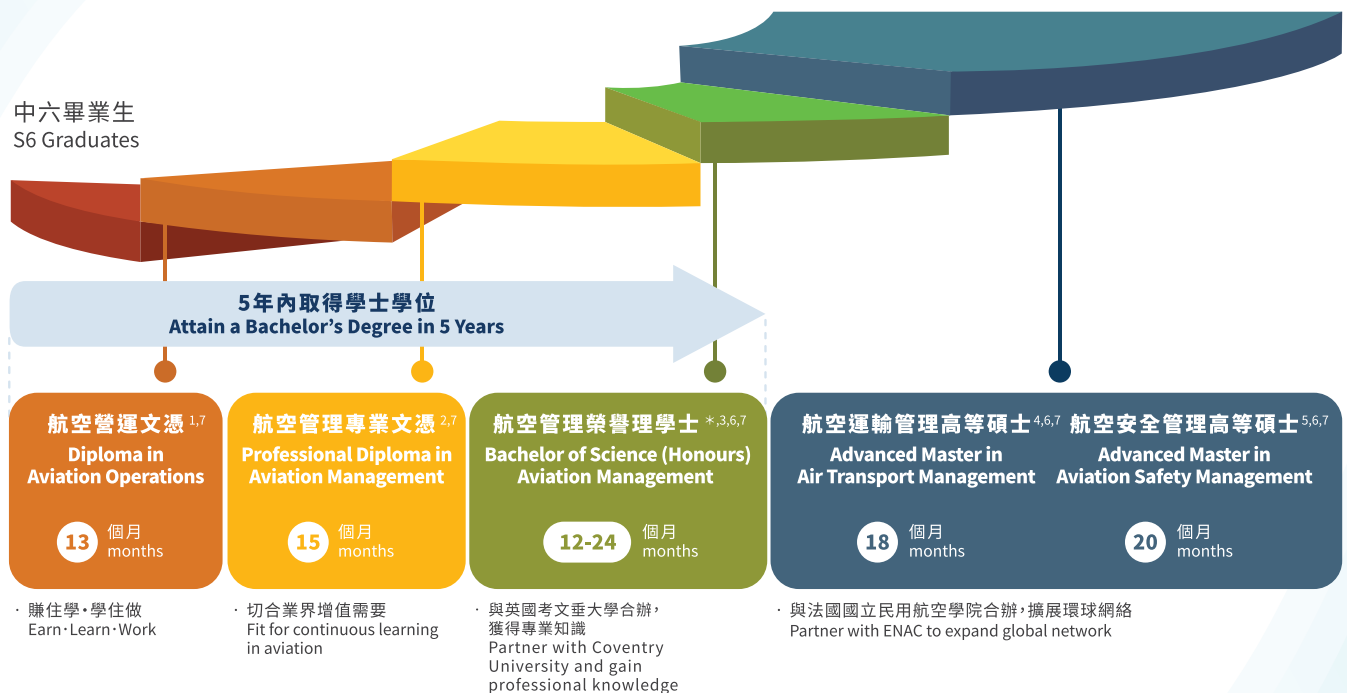 中六畢業生
S6 Graduates
5年內取得學士學位
Attain a Bachelor’s Degree in 5 Years
航空營運文憑 1,7
Diploma in
Aviation Operations
13 個月
months
· 賺住學·學住做
Earn·Learn·Work
航空管理專業文憑 2,7
Professional Diploma in
Aviation Management
15 個月
months
· 切合業界增值需要
Fit for continuous learning
in aviation
航空管理榮譽理學士 *,3,6,7
Bachelor of Science (Honours)
Aviation Management
12-24 個月
months
· 與英國考文垂大學合辦，
獲得專業知識
Partner with Coventry
University and gain
professional knowledge
航空運輸管理高等碩士 4,6,7
Advanced Master in
Air Transport Management
18 個月
months
航空安全管理高等碩士 5,6,7
Advanced Master in
Aviation Safety Management
20 個月
months
· 與法國國立民用航空學院合辦，擴展環球網絡
Partner with ENAC to expand global network